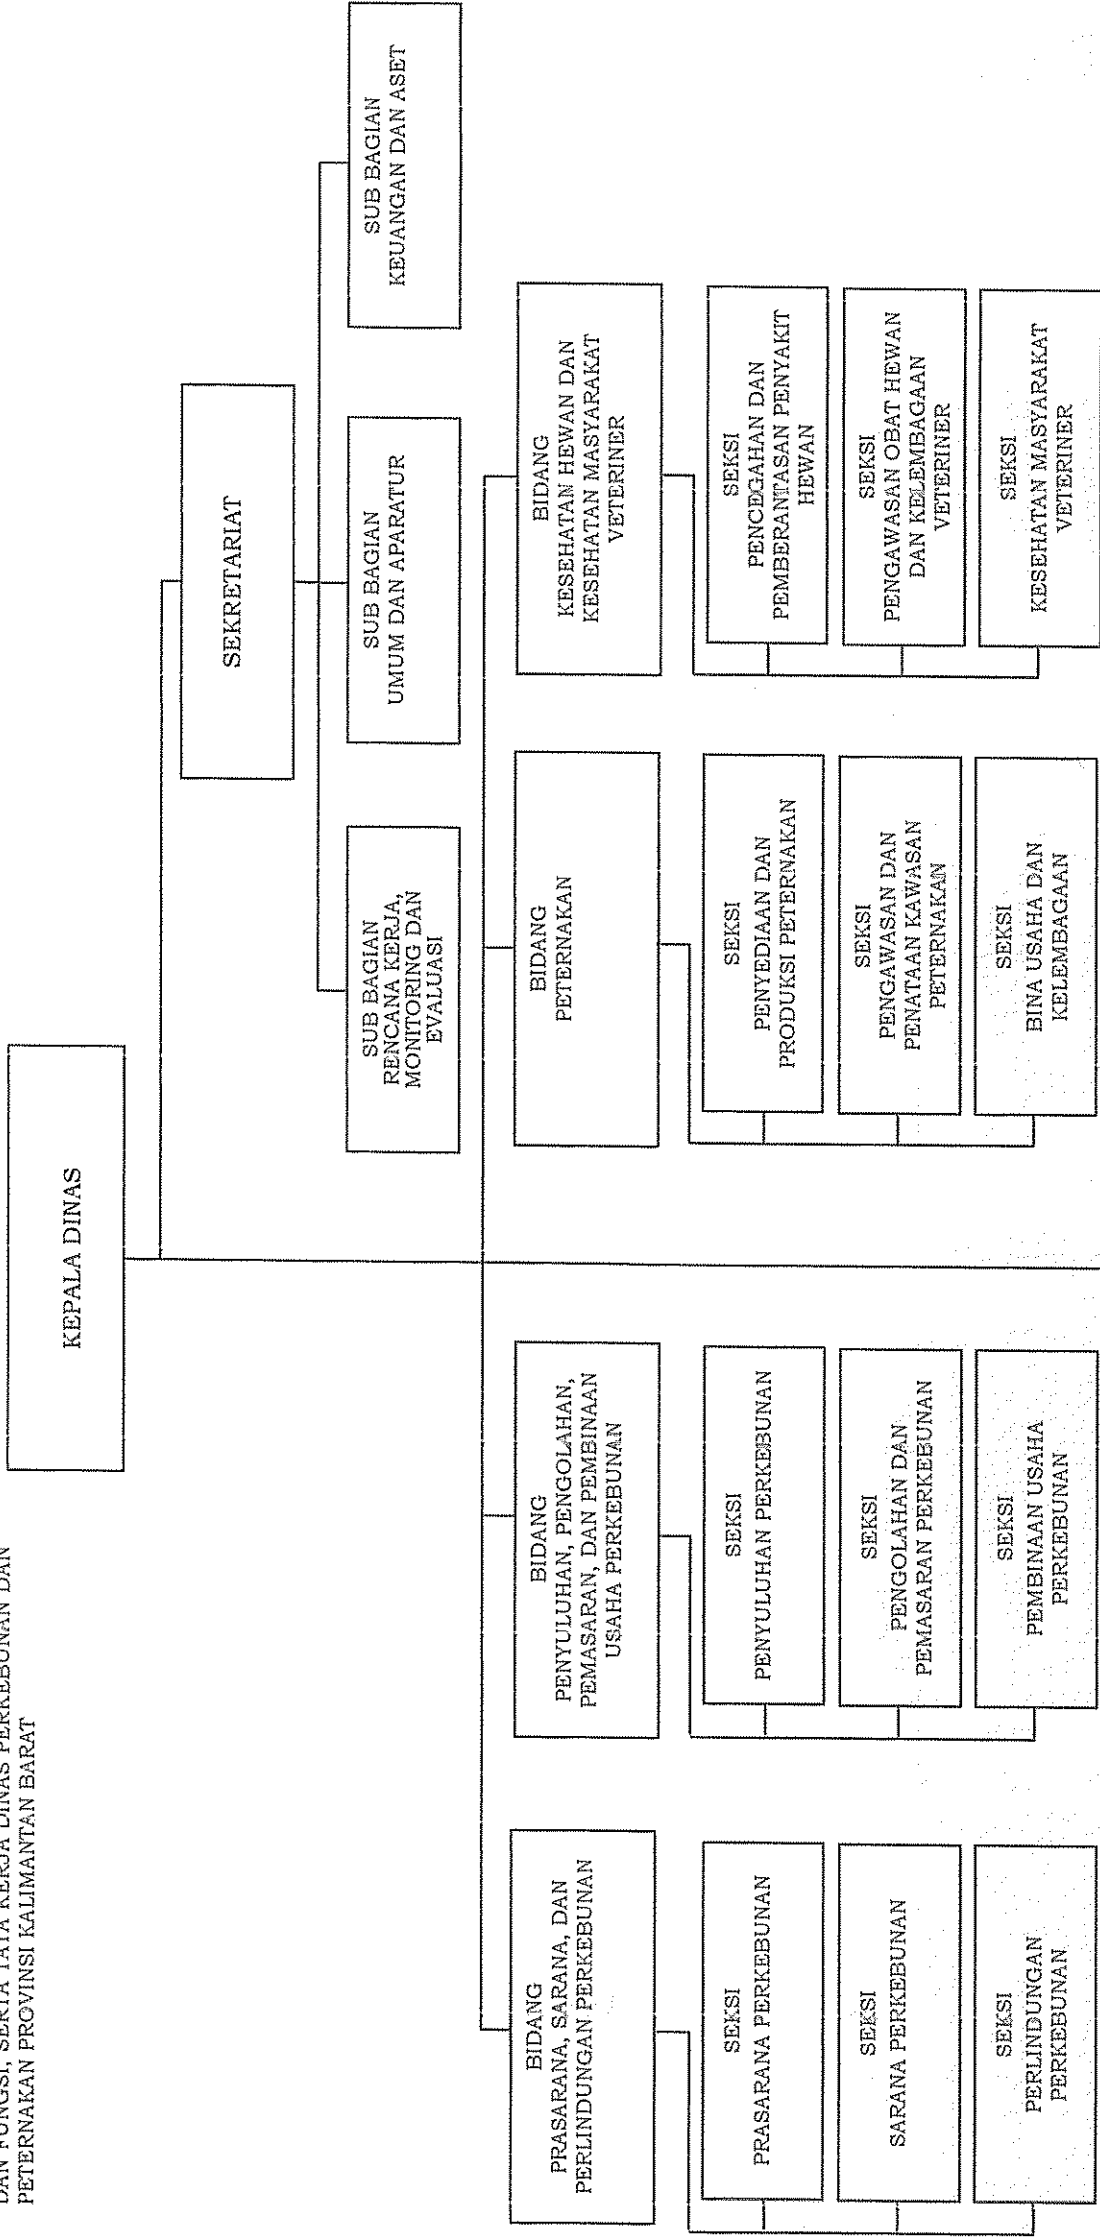 DAN FUNGSI, SERTA TATA KERJA DINAS PERKEBUNAN DAN
PETERNAKAN PROVINSI KALIMANTAN BARAT
KEPALA DINAS
SEKRETARIAT
SUB BAGIAN
RENCANA KERJA,
MONITORING DAN
EVALUASI
SUB BAGIAN
UMUM DAN APARATUR
SUB BAGIAN
KEUANGAN DAN ASET
BIDANG
PRASARANA, SARANA, DAN
PERLINDUNGAN PERKEBUNAN
SEKSI
PRASARANA PERKEBUNAN
SEKSI
SARANA PERKEBUNAN
SEKSI
PERLINDUNGAN
PERKEBUNAN
BIDANG
PENYULUHAN, PENGOLAHAN,
PEMASARAN, DAN PEMBINAAN
USAHA PERKEBUNAN
SEKSI
PENYULUHAN PERKEBUNAN
SEKSI
PENGOLAHAN DAN
PEMASARAN PERKEBUNAN
SEKSI
PEMBINAAN USAHA
PERKEBUNAN
BIDANG
PETERNAKAN
SEKSI
PENYEDIAAN DAN
PRODUKSI PETERNAKAN
SEKSI
PENGAWASAN DAN
PENATAAN KAWASAN
PETERNAKAN
SEKSI
BINA USAHA DAN
KELEMBAGAAN
BIDANG
KESEHATAN HEWAN DAN
KESEHATAN MASYARAKAT
VETERINER
SEKSI
PENCEGAHAN DAN
PEMBERANTASAN PENYAKIT
HEWAN
SEKSI
PENGAWASAN OBAT HEWAN
DAN KELEMBAGAAN
VETERINER
SEKSI
KESEHATAN MASYARAKAT
VETERINER